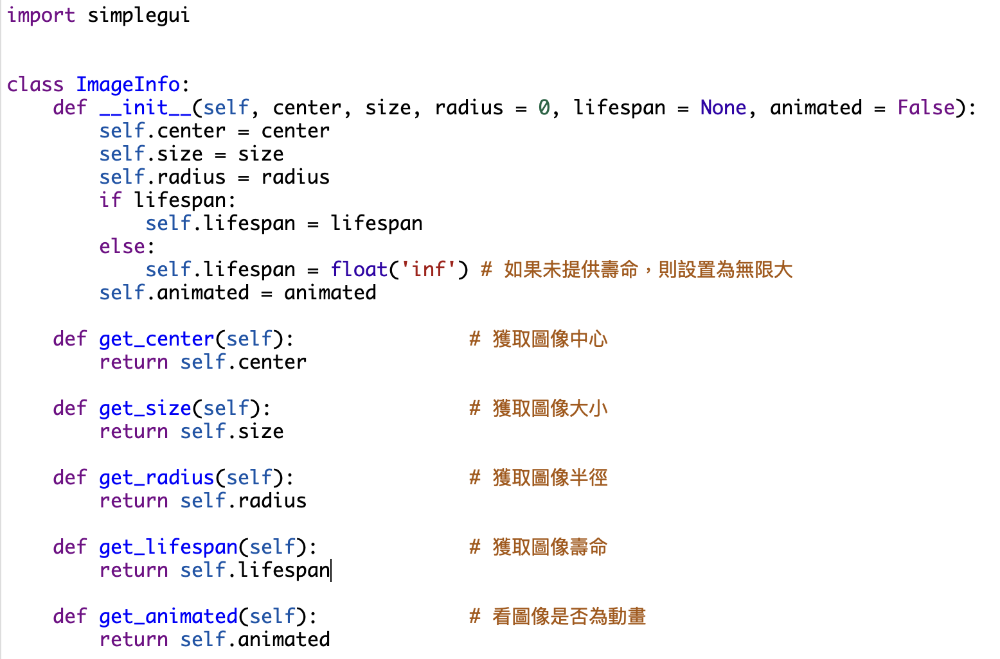 import simplegui
class ImageInfo:
    def __init__(self, center, size, radius = 0, lifespan = None, animated = False):
        self.center = center
        self.size = size
        self.radius = radius
        if lifespan:
            self.lifespan = lifespan
        else:
            self.lifespan = float('inf') # 如果未提供壽命，則設置為無限大
        self.animated = animated
    def get_center(self):               # 獲取圖像中心
        return self.center
    def get_size(self):                 # 獲取圖像大小
        return self.size
    def get_radius(self):               # 獲取圖像半徑
        return self.radius
    def get_lifespan(self):             # 獲取圖像壽命
        return self.lifespan
    def get_animated(self):             # 看圖像是否為動畫
        return self.animated